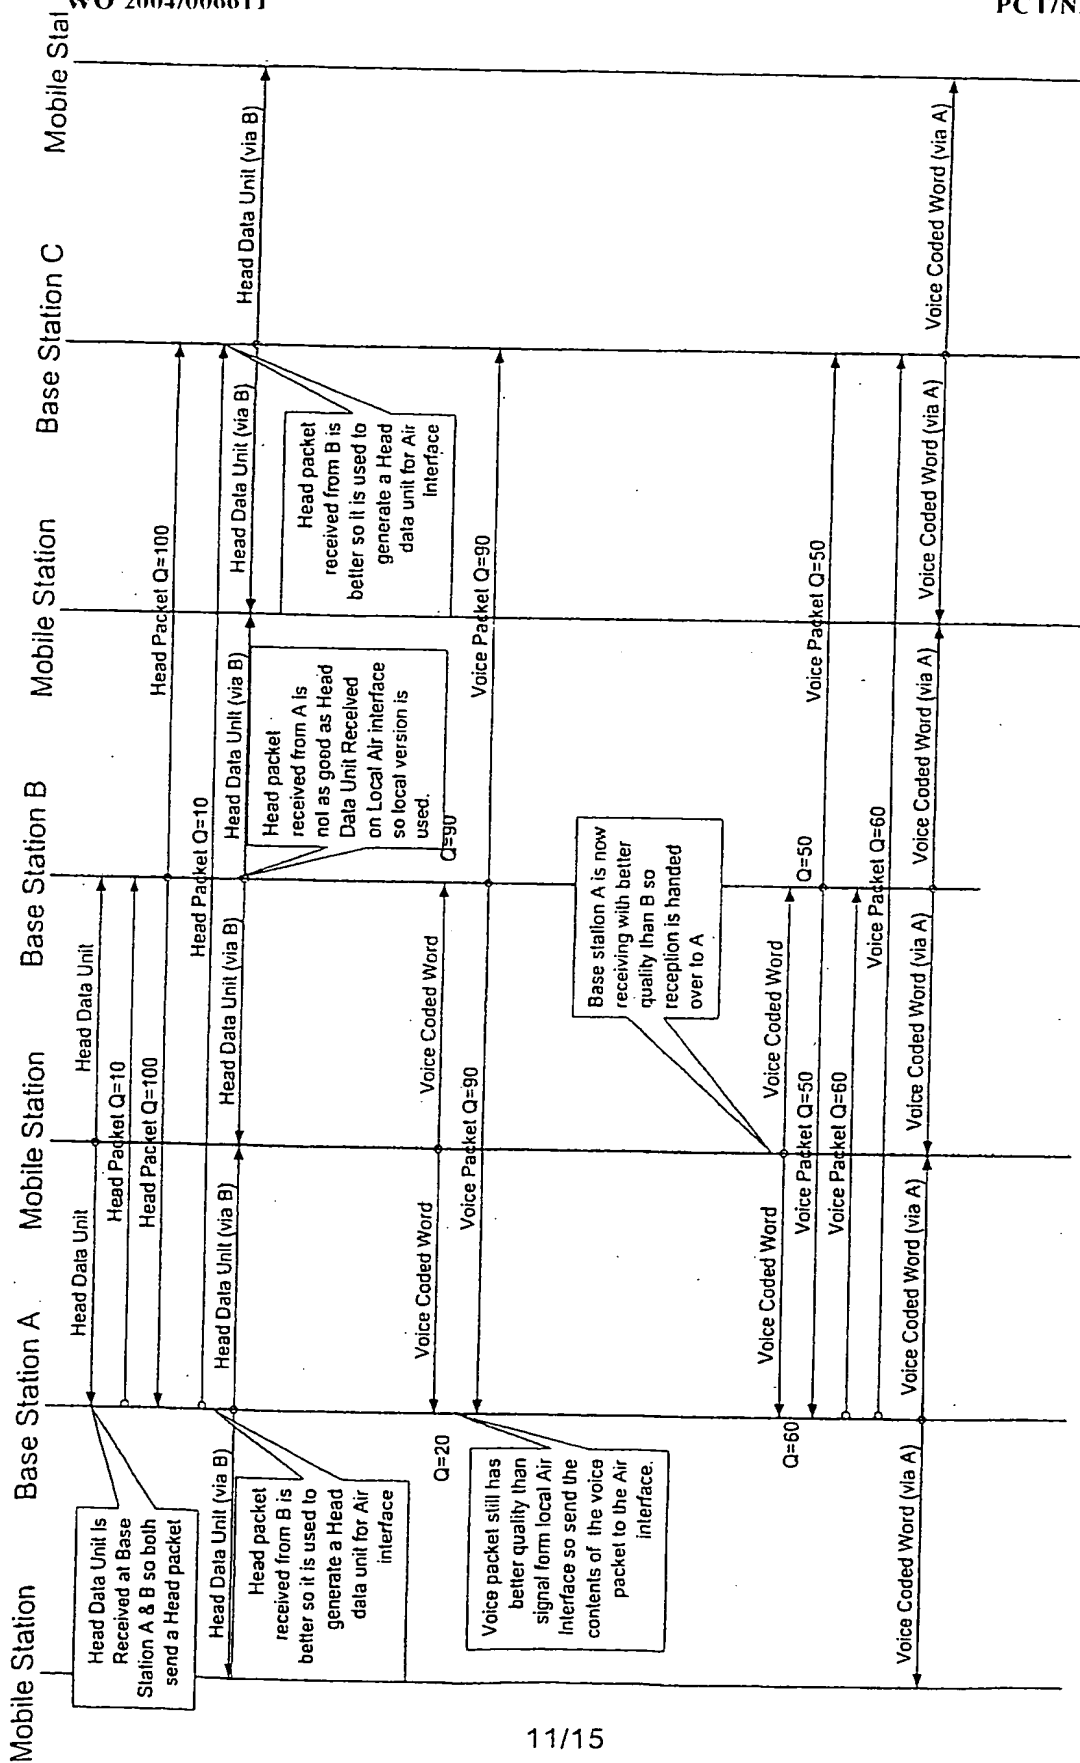 WO 2004/006611
PCT/N
Mobile Station
Base Station A
Mobile Station
Base Station B
Mobile Station
Base Station C
Mobile Stat
Head Data Unit is
Received at Base
Station A & B so both
send a Head packet
Head Data Unit
Head Data Unit
Head Packet Q=10
Head Packet Q=100
Head Packet Q=100
Head Packet Q=10
Head Data Unit (via B)
Head Data Unit (via B)
Head Data Unit (via B)
Head Data Unit (via B)
Head Data Unit (via B)
Head Data Unit (via B)
Head packet
received from B is
better so it is used to
generate a Head
data unit for Air
interface
Head packet
received from A is
not as good as Head
Data Unit Received
on Local Air interface
so local version is
used.
Head packet
received from B is
better so it is used to
generate a Head
data unit for Air
Interface
Q=20
Voice Coded Word
Voice Coded Word
Q=90
Voice Packet Q=90
Voice Packet Q=90
Voice packet still has
better quality than
signal form local Air
Interface so send the
contents of the voice
packet to the Air
interface.
Base station A is now
receiving with better
quality than B so
reception is handed
over to A
Q=60
Voice Coded Word
Voice Coded Word
Q=50
Voice Packet Q=50
Voice Packet Q=50
Voice Packet Q=60
Voice Packet Q=60
Voice Coded Word (via A)
Voice Coded Word (via A)
Voice Coded Word (via A)
Voice Coded Word (via A)
Voice Coded Word (via A)
Voice Coded Word (via A)
11/15